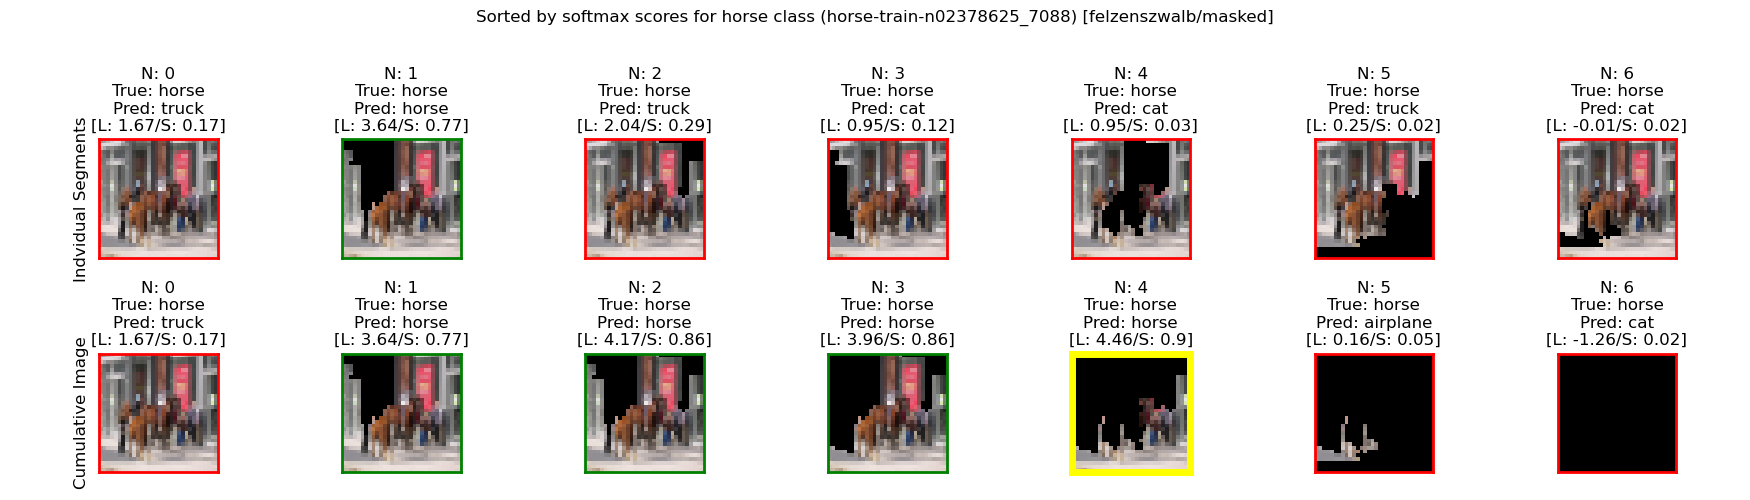 Sorted by softmax scores for horse class (horse-train-n02378625_7088) [felzenszwalb/masked]
Indvidual Segments
N: 0
True: horse
Pred: truck
[L: 1.67/S: 0.17]
N: 1
True: horse
Pred: horse
[L: 3.64/S: 0.77]
N: 2
True: horse
Pred: truck
[L: 2.04/S: 0.29]
N: 3
True: horse
Pred: cat
[L: 0.95/S: 0.12]
N: 4
True: horse
Pred: cat
[L: 0.95/S: 0.03]
N: 5
True: horse
Pred: truck
[L: 0.25/S: 0.02]
N: 6
True: horse
Pred: cat
[L: -0.01/S: 0.02]
Cumulative Image
N: 0
True: horse
Pred: truck
[L: 1.67/S: 0.17]
N: 1
True: horse
Pred: horse
[L: 3.64/S: 0.77]
N: 2
True: horse
Pred: horse
[L: 4.17/S: 0.86]
N: 3
True: horse
Pred: horse
[L: 3.96/S: 0.86]
N: 4
True: horse
Pred: horse
[L: 4.46/S: 0.9]
N: 5
True: horse
Pred: airplane
[L: 0.16/S: 0.05]
N: 6
True: horse
Pred: cat
[L: -1.26/S: 0.02]